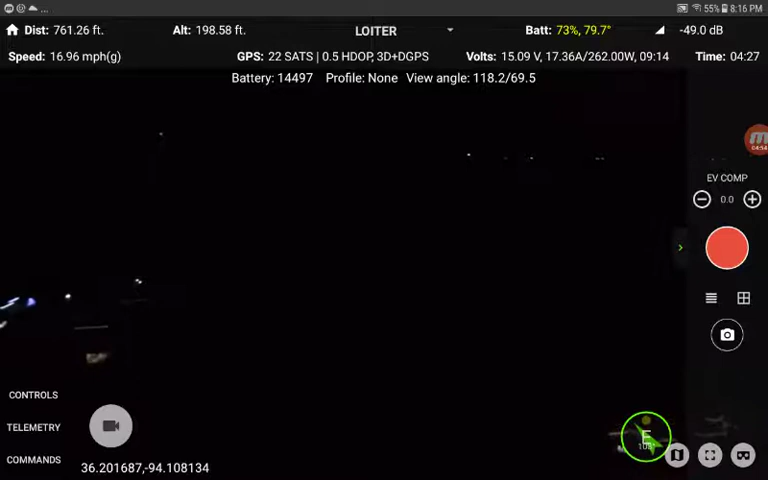 ... 55% 8:16 PM
Dist: 761.26 ft. Alt: 198.58 ft. LOITER Batt: 73%, 79.7° -49.0 dB
Speed: 16.96 mph(g) GPS: 22 SATS | 0.5 HDOP, 3D+DGPS Volts: 15.09 V, 17.36A/262.00W, 09:14 Time: 04:27
Battery: 14497 Profile: None View angle: 118.2/69.5
04:54
EV COMP
0.0
CONTROLS
TELEMETRY
COMMANDS
E
36.201687,-94.108134